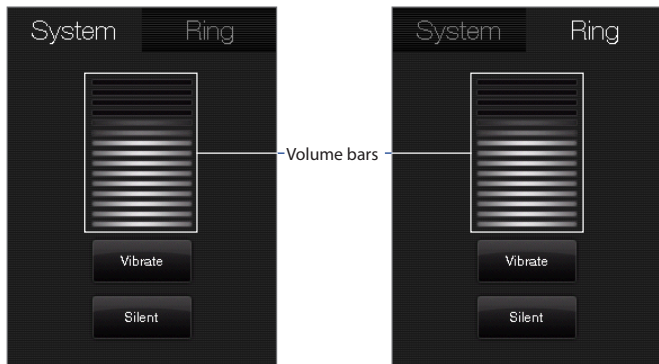 System Ring
System Ring
Volume bars
Vibrate
Vibrate
Silent
Silent